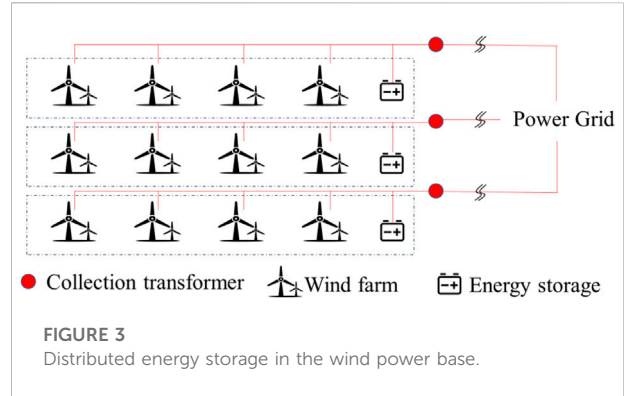 Power Grid
Collection transformer
Wind farm
Energy storage
FIGURE 3
Distributed energy storage in the wind power base.